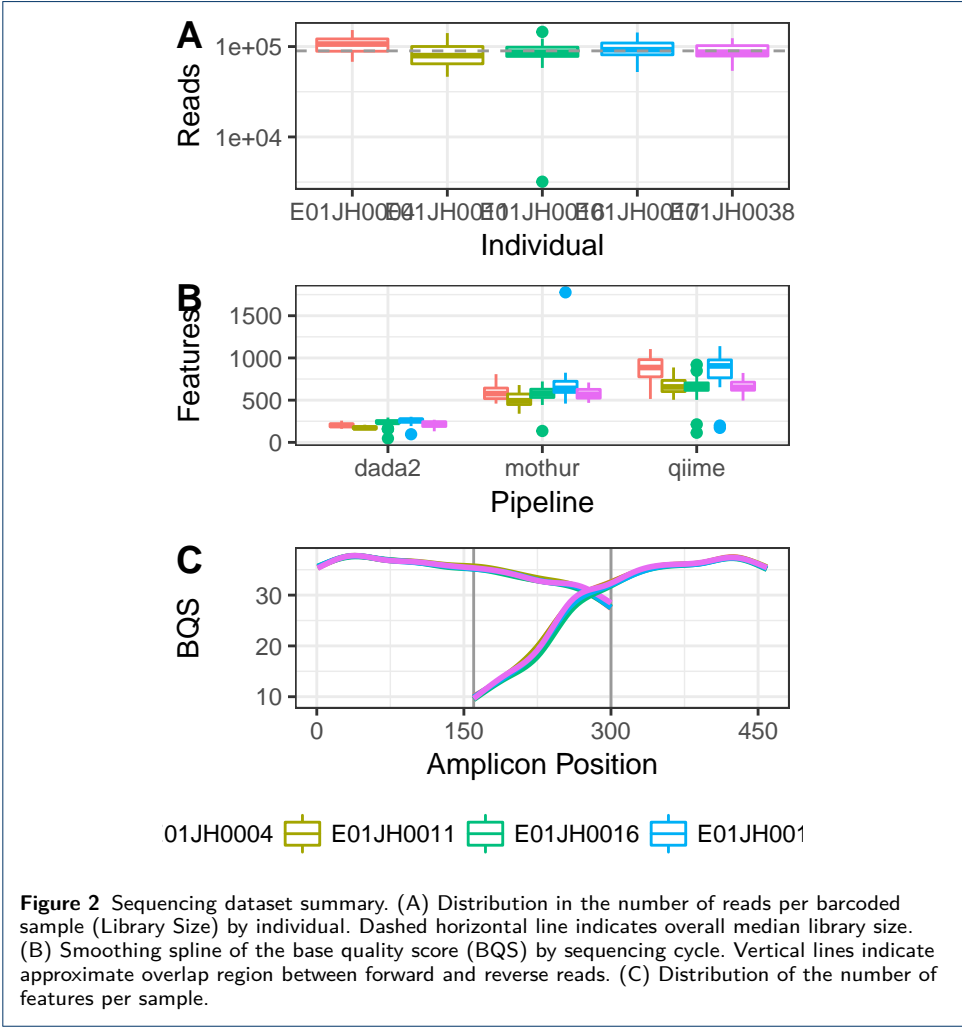 A
1e+05
1e+04
Reads
E01JH0004 E01JH0011 E01JH0016 E01JH0017 E01JH0038
Individual
B
1500
1000
500
0
Features
dada2 mothur qiime
Pipeline
C
30
20
10
BQS
0 150 300 450
Amplicon Position
01JH0004 E01JH0011 E01JH0016 E01JH001
Figure 2 Sequencing dataset summary. (A) Distribution in the number of reads per barcoded
sample (Library Size) by individual. Dashed horizontal line indicates overall median library size.
(B) Smoothing spline of the base quality score (BQS) by sequencing cycle. Vertical lines indicate
approximate overlap region between forward and reverse reads. (C) Distribution of the number of
features per sample.